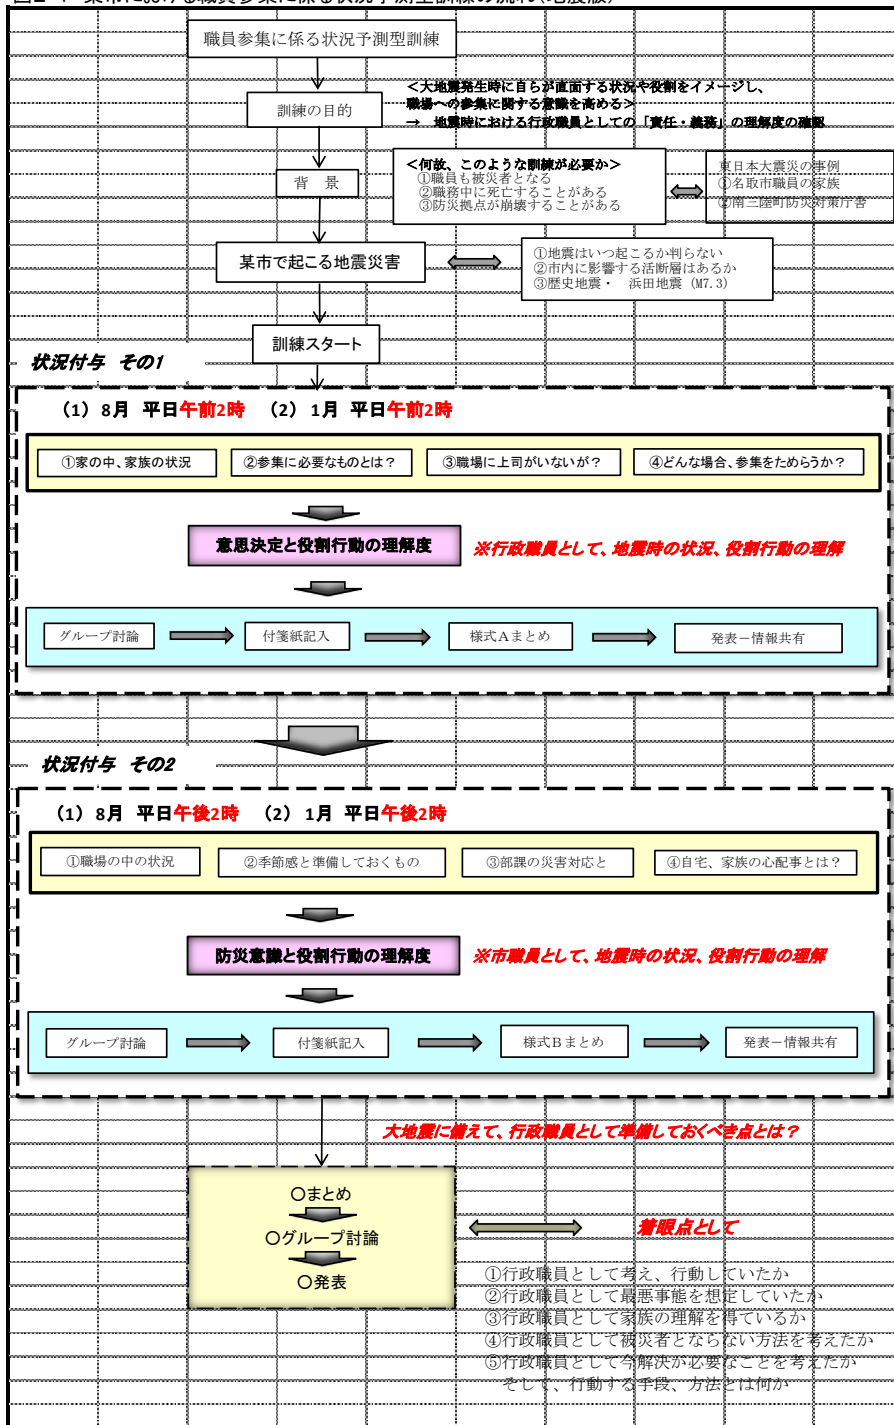 職員参集に係る状況予測型訓練
訓練の目的
＜大地震発生時に自らが直面する状況や役割をイメージし、
職場への参集に関する意識を高める＞
→　地震時における行政職員としての「責任・義務」の理解度の確認
背　景
＜何故、このような訓練が必要か＞
①職員も被災者となる
②職務中に死亡することがある
③防災拠点が崩壊することがある
東日本大震災の事例
①名取市職員の家族
②南三陸町防災対策庁舎
某市で起こる地震災害
①地震はいつ起こるか判らない
②市内に影響する活断層はあるか
③歴史地震・　浜田地震（M7.3）
訓練スタート
状況付与　その1
（1）8月　平日午前2時　（2）1月　平日午前2時
①家の中、家族の状況
②参集に必要なものとは？
③職場に上司がいないが？
④どんな場合、参集をためらうか？
意思決定と役割行動の理解度
※行政職員として、地震時の状況、役割行動の理解
グループ討論
付箋紙記入
様式Ａまとめ
発表－情報共有
状況付与　その2
（1）8月　平日午後2時　（2）1月　平日午後2時
①職場の中の状況
②季節感と準備しておくもの
③部課の災害対応と
④自宅、家族の心配事とは？
防災意識と役割行動の理解度
※市職員として、地震時の状況、役割行動の理解
グループ討論
付箋紙記入
様式Ｂまとめ
発表－情報共有
大地震に備えて、行政職員として準備しておくべき点とは？
〇まとめ
〇グループ討論
〇発表
着眼点として
①行政職員として考え、行動していたか
②行政職員として最悪事態を想定していたか
③行政職員として家族の理解を得ているか
④行政職員として被災者とならない方法を考えたか
⑤行政職員として今解決が必要なことを考えたか
そして、行動する手段、方法とは何か